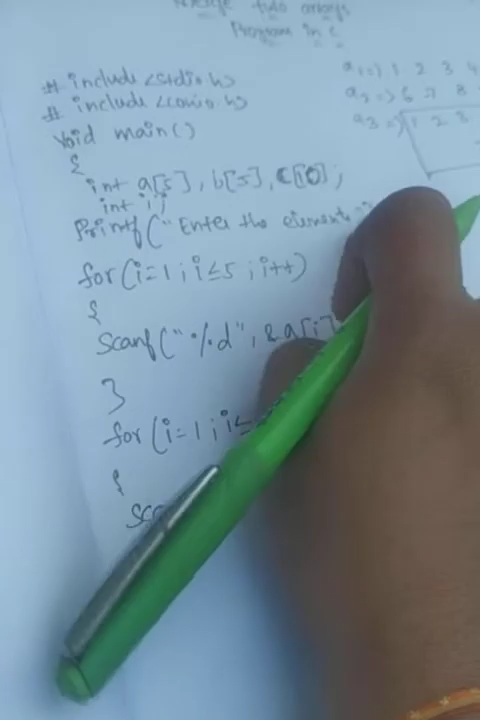 Merge two arrays
Program in c
# include <stdio.h>
# include <conio.h>
void main()
{
int a[5], b[5], c[10];
int i;
Printf("Enter the elements
for(i=1; i≤5; i++)
{
Scanf("%d", &a[i]
}
for(i=1; i≤
{
sc
a1=) 1 2 3 4
a2=) 6 7 8
a3=) 1 2 3